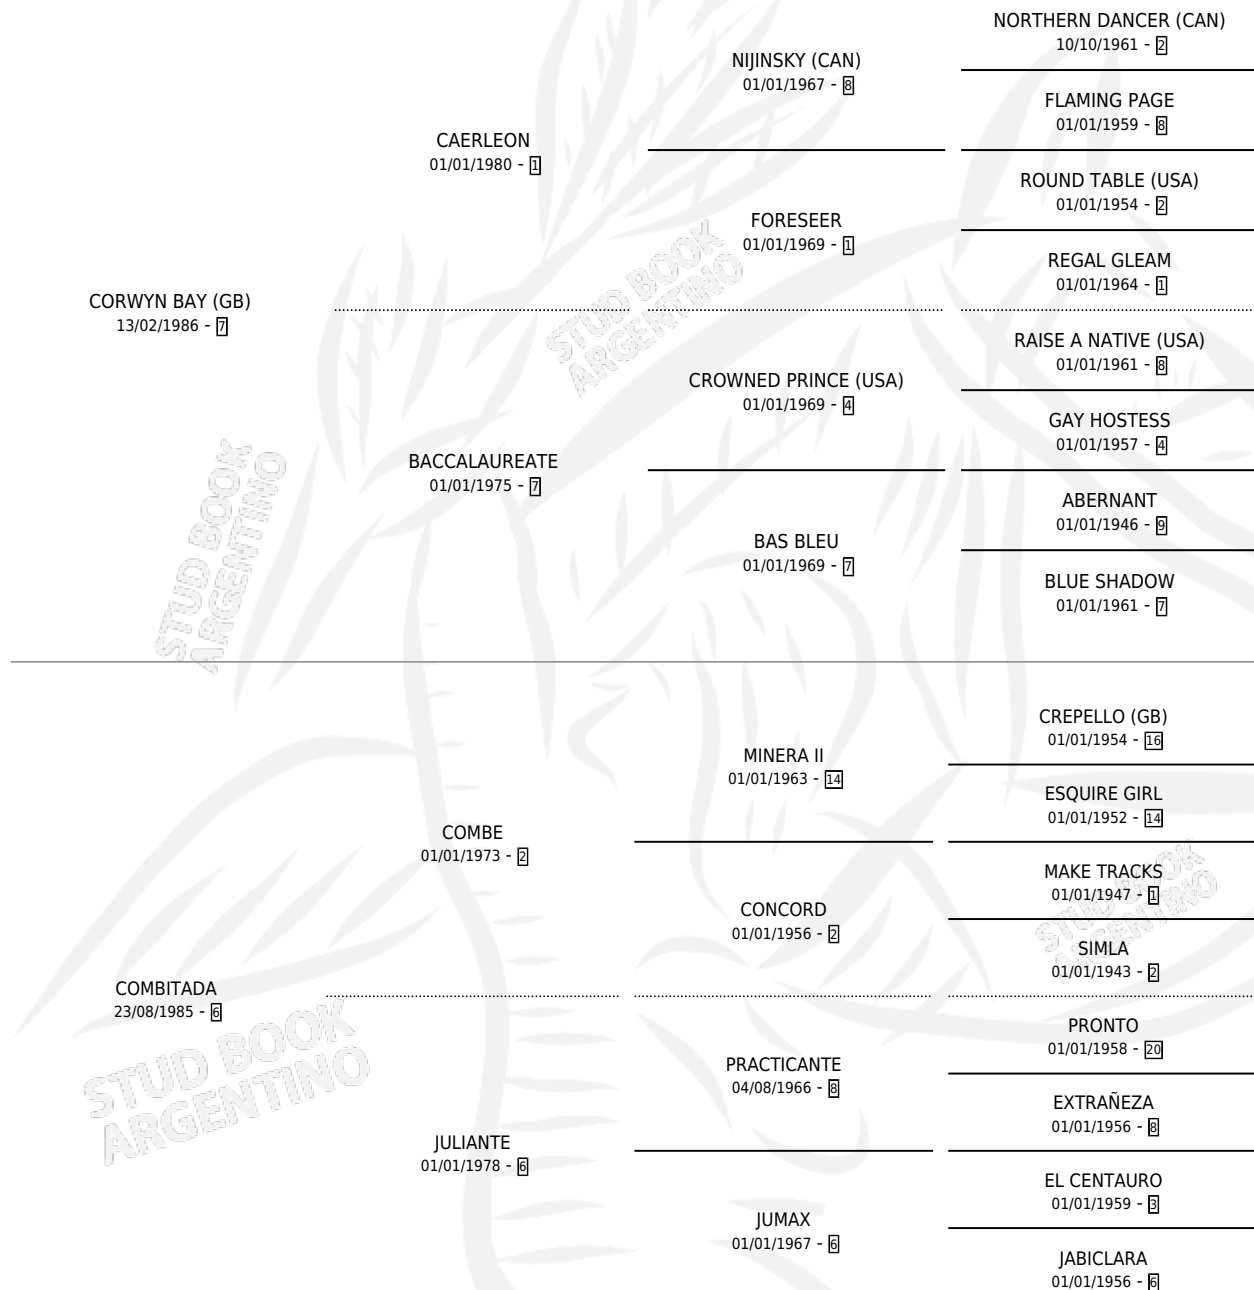 NORTHERN DANCER (CAN)
10/10/1961 - 2
NIJINSKY (CAN)
01/01/1967 - 8
FLAMING PAGE
01/01/1959 - 8
CAERLEON
01/01/1980 - 1
ROUND TABLE (USA)
01/01/1954 - 2
FORESEER
01/01/1969 - 1
REGAL GLEAM
01/01/1964 - 1
CORWYN BAY (GB)
13/02/1986 - 7
RAISE A NATIVE (USA)
01/01/1961 - 8
CROWNED PRINCE (USA)
01/01/1969 - 4
GAY HOSTESS
01/01/1957 - 4
BACCALAUREATE
01/01/1975 - 7
ABERNANT
01/01/1946 - 9
BAS BLEU
01/01/1969 - 7
BLUE SHADOW
01/01/1961 - 7
CREPELLO (GB)
01/01/1954 - 16
MINERA II
01/01/1963 - 14
ESQUIRE GIRL
01/01/1952 - 14
COMBE
01/01/1973 - 2
MAKE TRACKS
01/01/1947 - 1
CONCORD
01/01/1956 - 2
SIMLA
01/01/1943 - 2
COMBITADA
23/08/1985 - 6
PRONTO
01/01/1958 - 20
PRACTICANTE
04/08/1966 - 8
EXTRAÑEZA
01/01/1956 - 8
JULIANTE
01/01/1978 - 6
EL CENTAURO
01/01/1959 - 3
JUMAX
01/01/1967 - 6
JABICLARA
01/01/1956 - 6
STUD BOOK
ARGENTINO
STUD BOOK
ARGENTINO
STUD BOOK
ARGENTINO
STUD BOOK
ARGENTINO